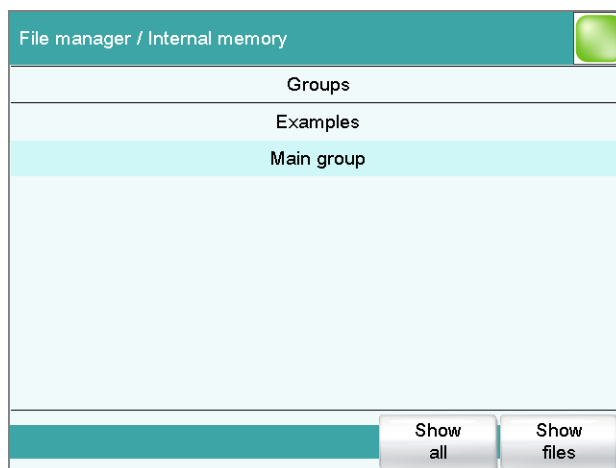 File manager / Internal memory
Groups
Examples
Main group
Show all
Show files